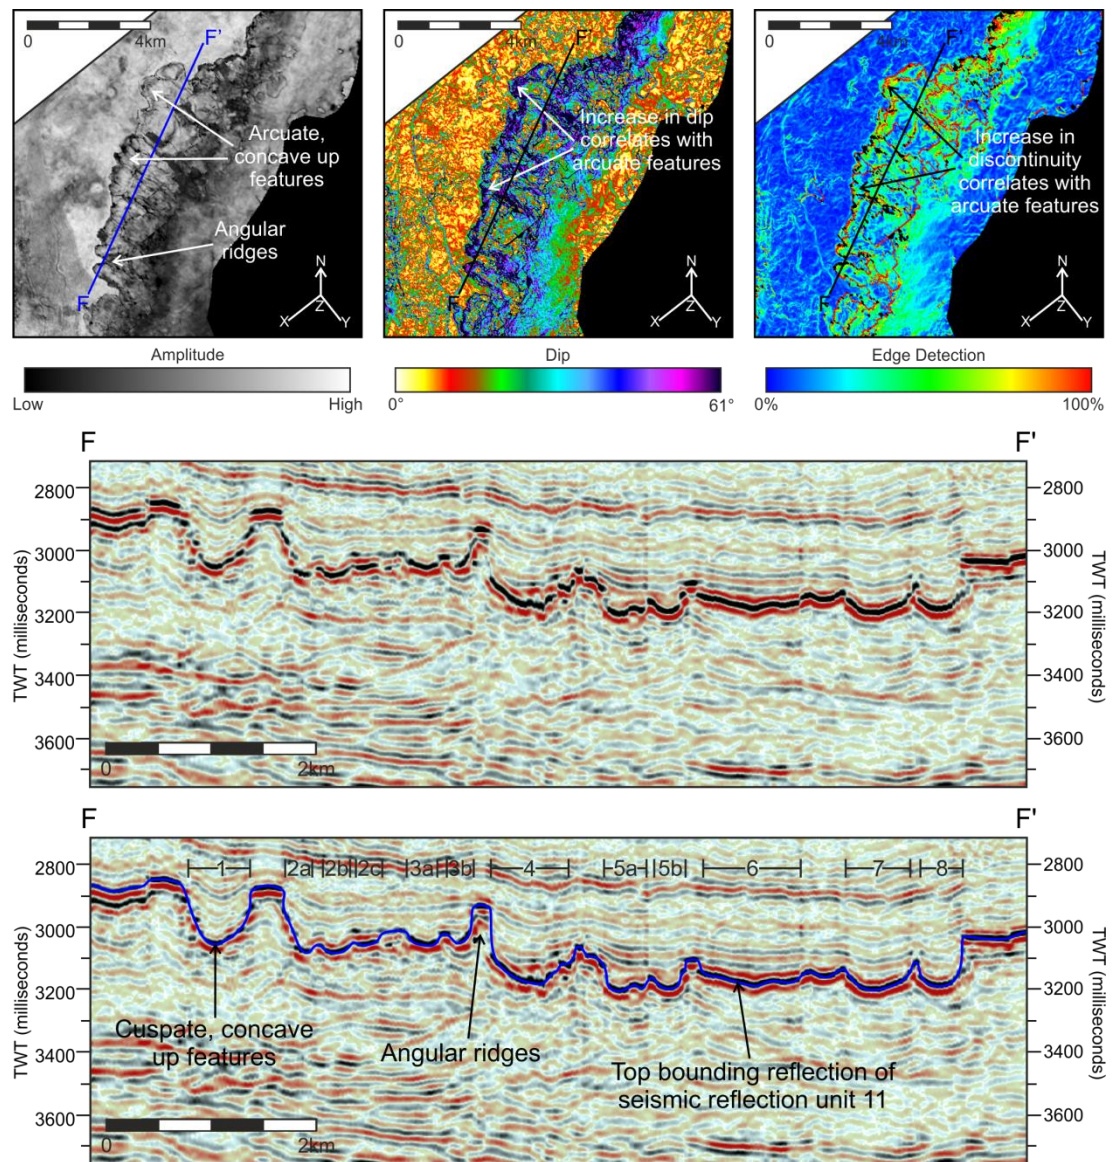 0 4km
F'
Arcuate,
concave up
features
Angular
ridges
F
N
Z
X Y
Amplitude
Low High
0 4km
F'
Increase in dip
correlates with
arcuate features
F
N
Z
X Y
Dip
0° 61°
0 4km
F'
Increase in
discontinuity
correlates with
arcuate features
F
N
Z
X Y
Edge Detection
0% 100%
F F'
TWT (milliseconds)
2800
3000
3200
3400
3600
2800
3000
3200
3400
3600
TWT (milliseconds)
0 2km
F F'
TWT (milliseconds)
2800
3000
3200
3400
3600
2800
3000
3200
3400
3600
TWT (milliseconds)
1 2a 2b 2c 3a 3b 4 5a 5b 6 7 8
Cuspate, concave
up features
Angular ridges
Top bounding reflection of
seismic reflection unit 11
0 2km